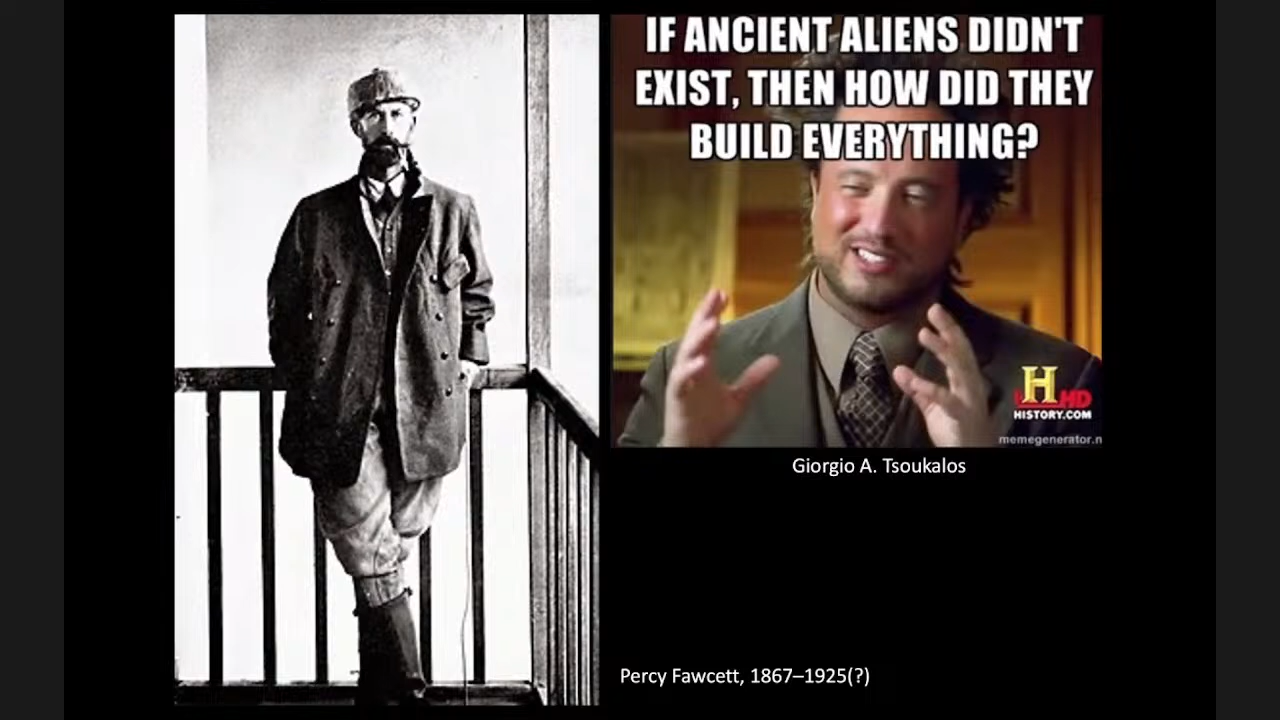 IF ANCIENT ALIENS DIDN'T
EXIST, THEN HOW DID THEY
BUILD EVERYTHING?
H
HD
HISTORY.COM
memegenerator.n
Giorgio A. Tsoukalos
Percy Fawcett, 1867–1925(?)